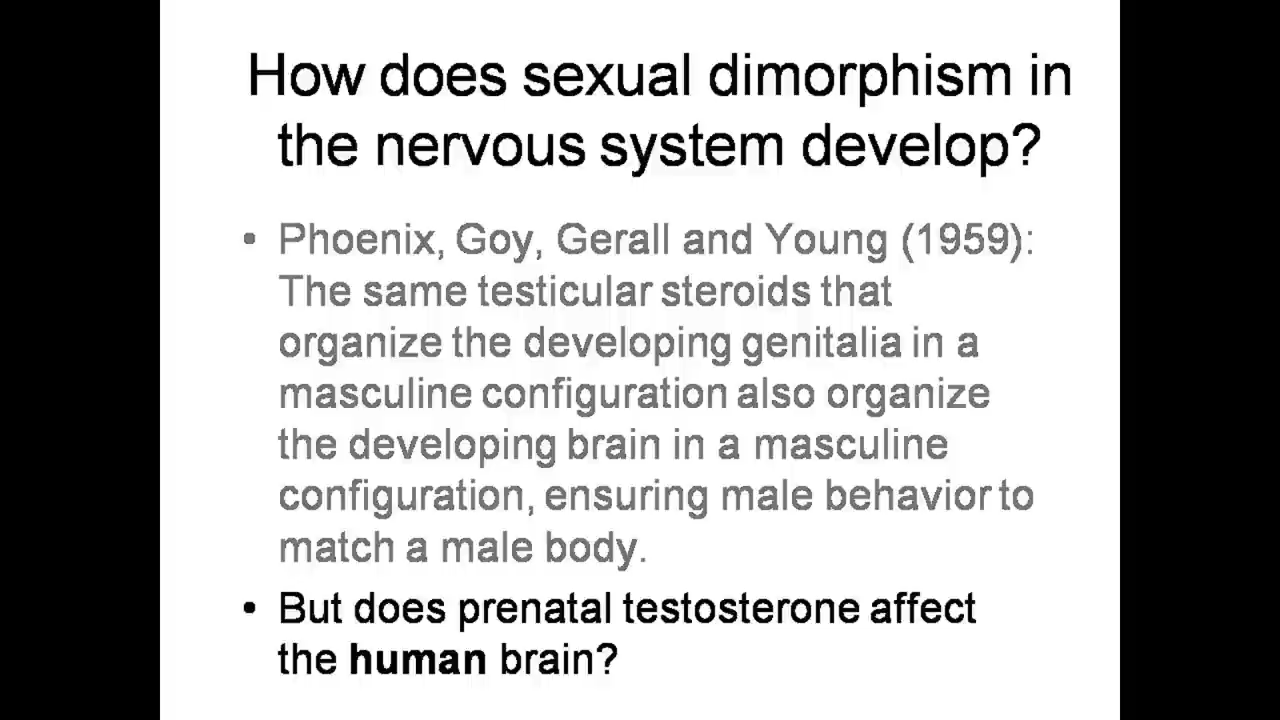 How does sexual dimorphism in
the nervous system develop?
• Phoenix, Goy, Gerall and Young (1959):
The same testicular steroids that
organize the developing genitalia in a
masculine configuration also organize
the developing brain in a masculine
configuration, ensuring male behavior to
match a male body.
• But does prenatal testosterone affect
the human brain?